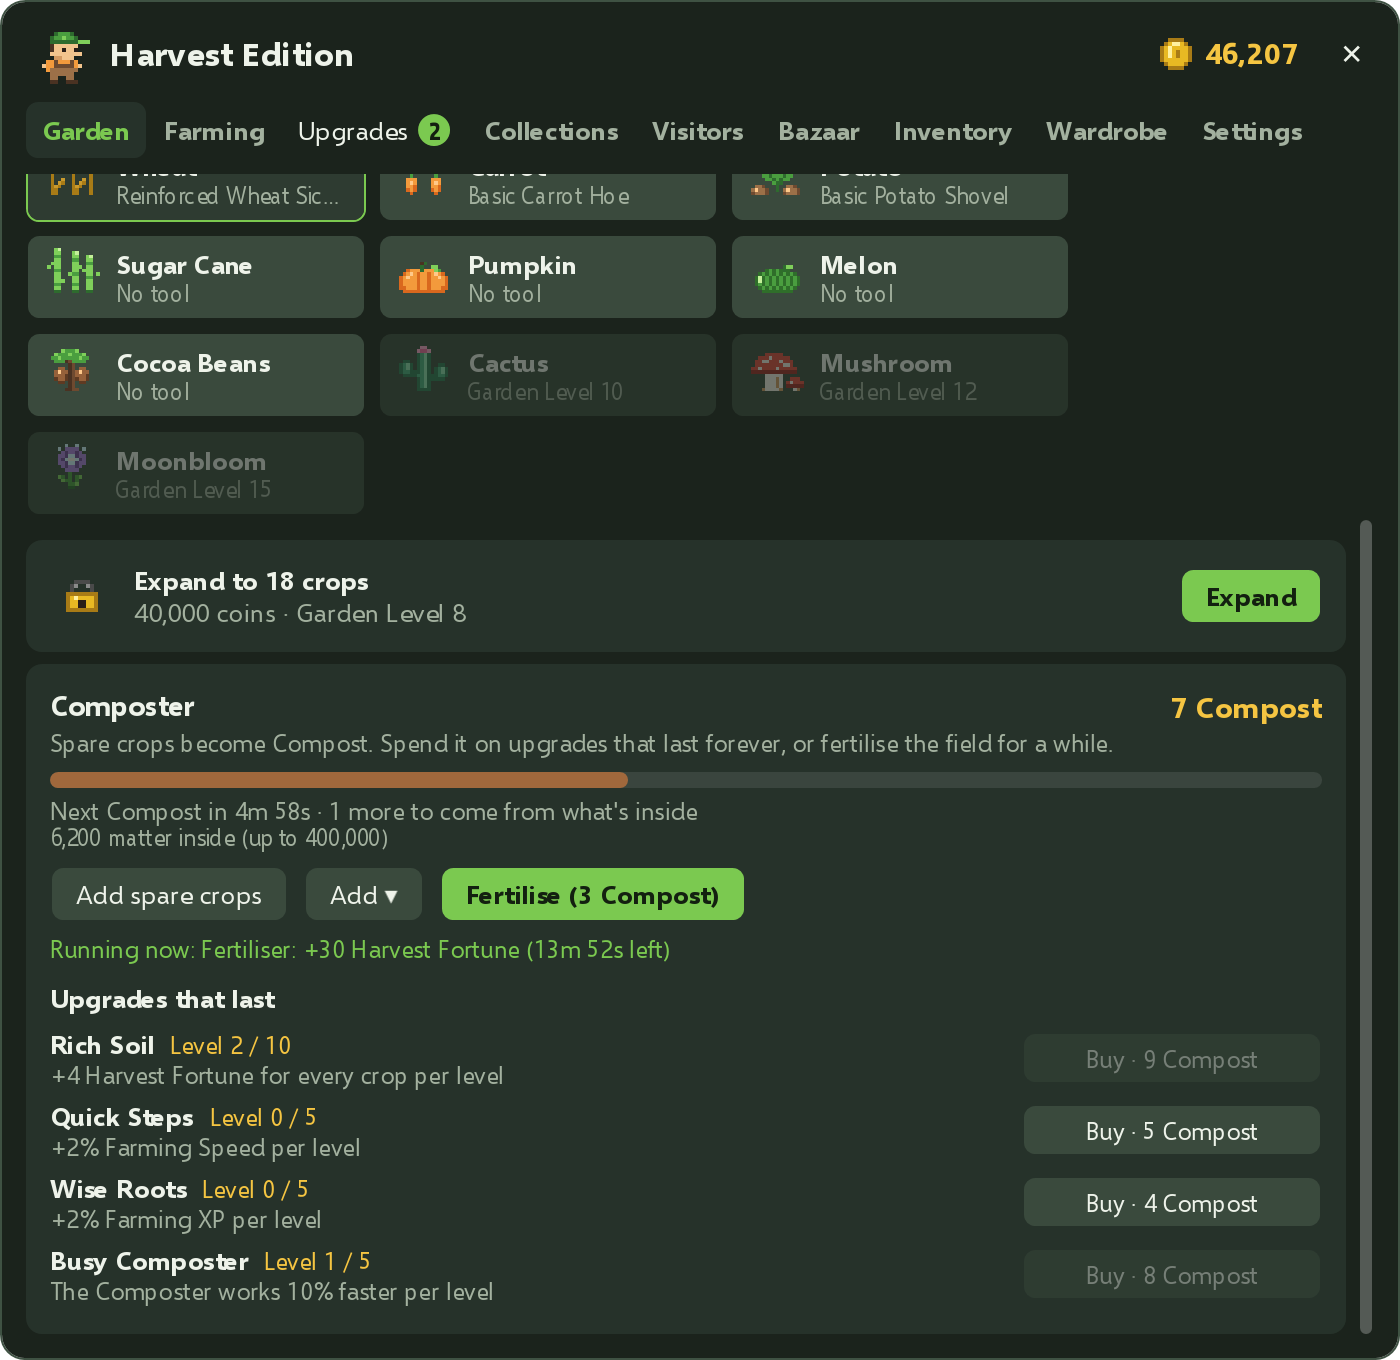 Harvest Edition
46,207
×
Garden
Farming
Upgrades 2
Collections
Visitors
Bazaar
Inventory
Wardrobe
Settings
Wheat
Reinforced Wheat Sic...
Carrot
Basic Carrot Hoe
Potato
Basic Potato Shovel
Sugar Cane
No tool
Pumpkin
No tool
Melon
No tool
Cocoa Beans
No tool
Cactus
Garden Level 10
Mushroom
Garden Level 12
Moonbloom
Garden Level 15
Expand to 18 crops
40,000 coins · Garden Level 8
Expand
Composter
7 Compost
Spare crops become Compost. Spend it on upgrades that last forever, or fertilise the field for a while.
Next Compost in 4m 58s · 1 more to come from what's inside
6,200 matter inside (up to 400,000)
Add spare crops
Add ▾
Fertilise (3 Compost)
Running now: Fertiliser: +30 Harvest Fortune (13m 52s left)
Upgrades that last
Rich Soil Level 2 / 10
+4 Harvest Fortune for every crop per level
Buy · 9 Compost
Quick Steps Level 0 / 5
+2% Farming Speed per level
Buy · 5 Compost
Wise Roots Level 0 / 5
+2% Farming XP per level
Buy · 4 Compost
Busy Composter Level 1 / 5
The Composter works 10% faster per level
Buy · 8 Compost